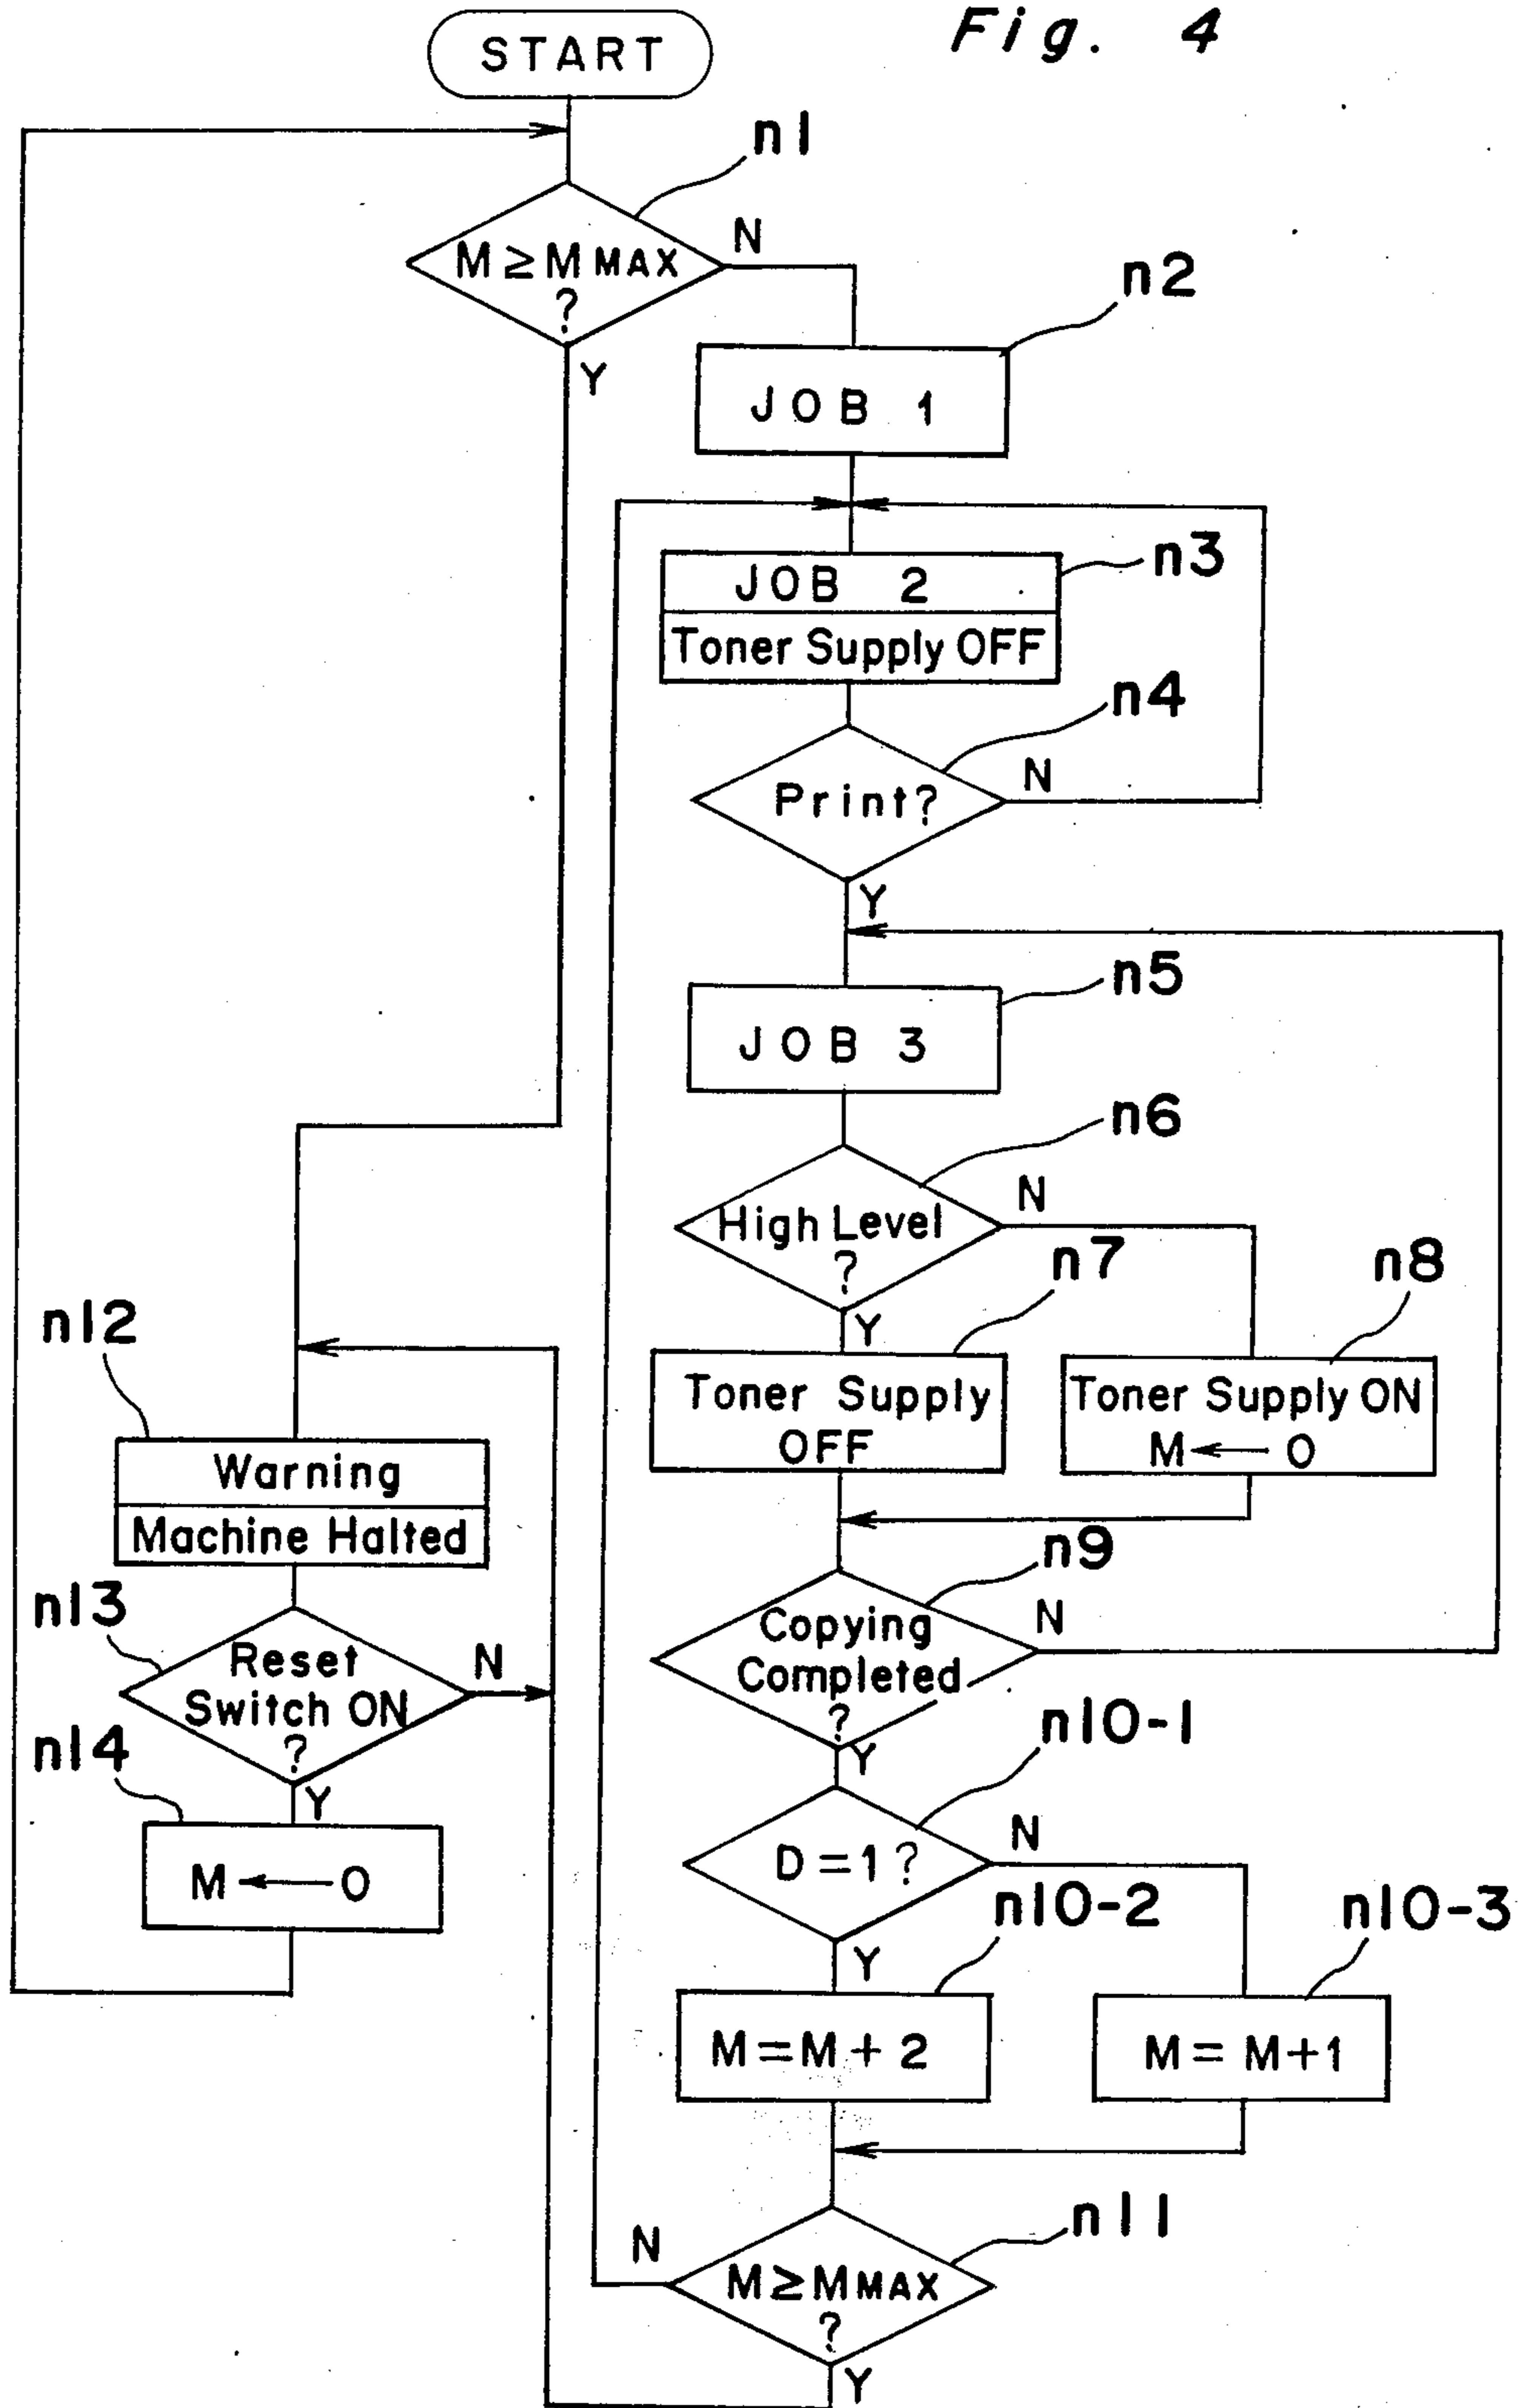 Fig. 4
START
n1
M ≥ M MAX
?
N
Y
n2
JOB 1
n3
JOB 2
Toner Supply OFF
n4
Print?
N
Y
n5
JOB 3
n6
High Level
?
N
Y
n7
Toner Supply
OFF
n8
Toner Supply ON
M ← 0
n9
Copying
Completed
?
N
Y
n10-1
D = 1 ?
N
Y
n10-2
M = M + 2
n10-3
M = M + 1
n11
M ≥ M MAX
?
N
Y
n12
Warning
Machine Halted
n13
Reset
Switch ON
?
N
Y
n14
M ← 0